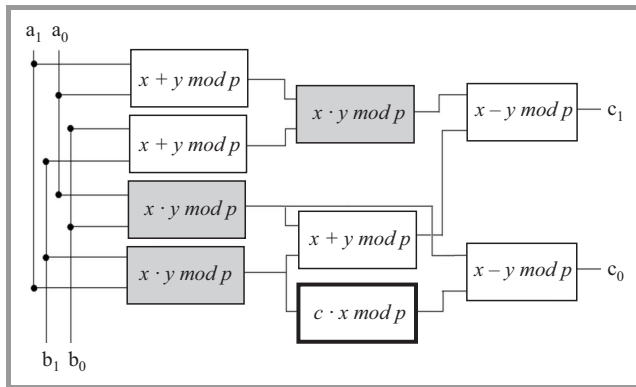 a₁ a₀
x + y mod p
x · y mod p
x – y mod p
c₁
x + y mod p
x · y mod p
x + y mod p
x · y mod p
x – y mod p
c₀
c · x mod p
b₁ b₀